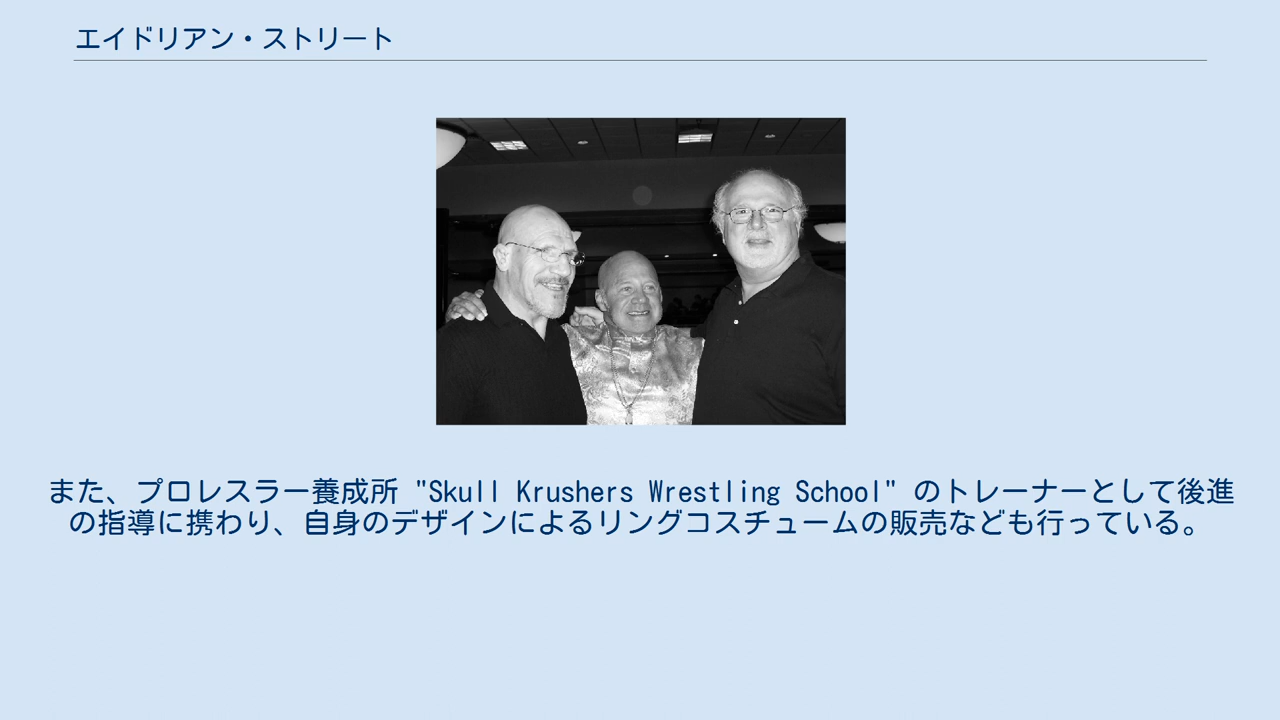 エイドリアン・ストリート
また、プロレスラー養成所 "Skull Krushers Wrestling School" のトレーナーとして後進
の指導に携わり、自身のデザインによるリングコスチュームの販売なども行っている。